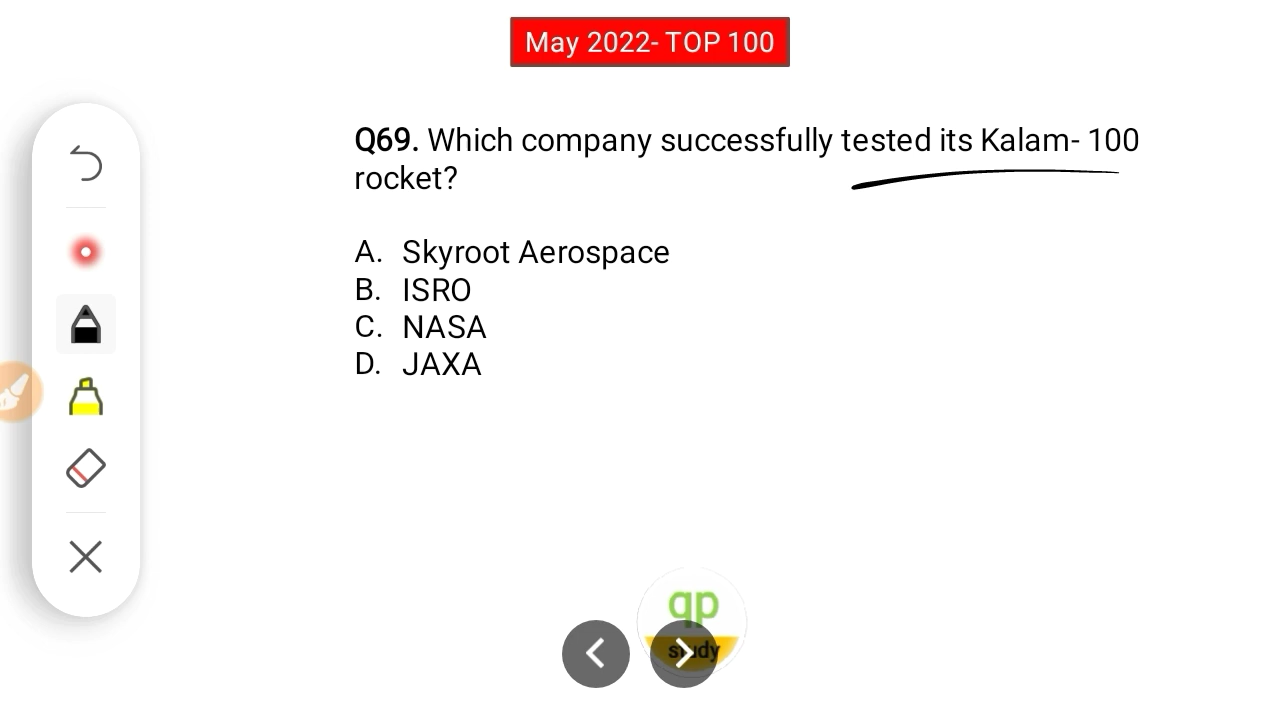 May 2022- TOP 100
Q69. Which company successfully tested its Kalam- 100
rocket?
A. Skyroot Aerospace
B. ISRO
C. NASA
D. JAXA
qp
study